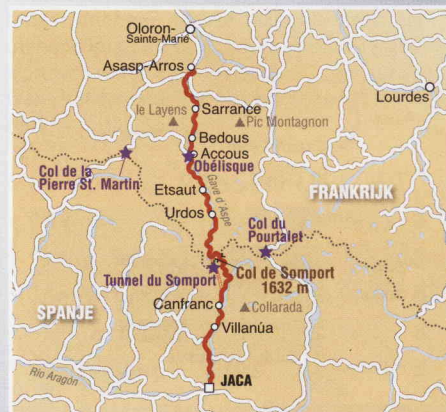 Oloron-
Sainte-Marie
Asasp-Arros
Lourdes
le Layens
Sarrance
Pic Montagnon
Bedous
Accous
Obélisque
Col de la
Pierre St. Martin
Gave d'Aspe
Etsaut
FRANKRIJK
Urdos
Col du
Pourtalet
Col de Somport
1632 m
Tunnel du Somport
SPANJE
Canfranc
Collarada
Villanúa
Rio Aragón
JACA